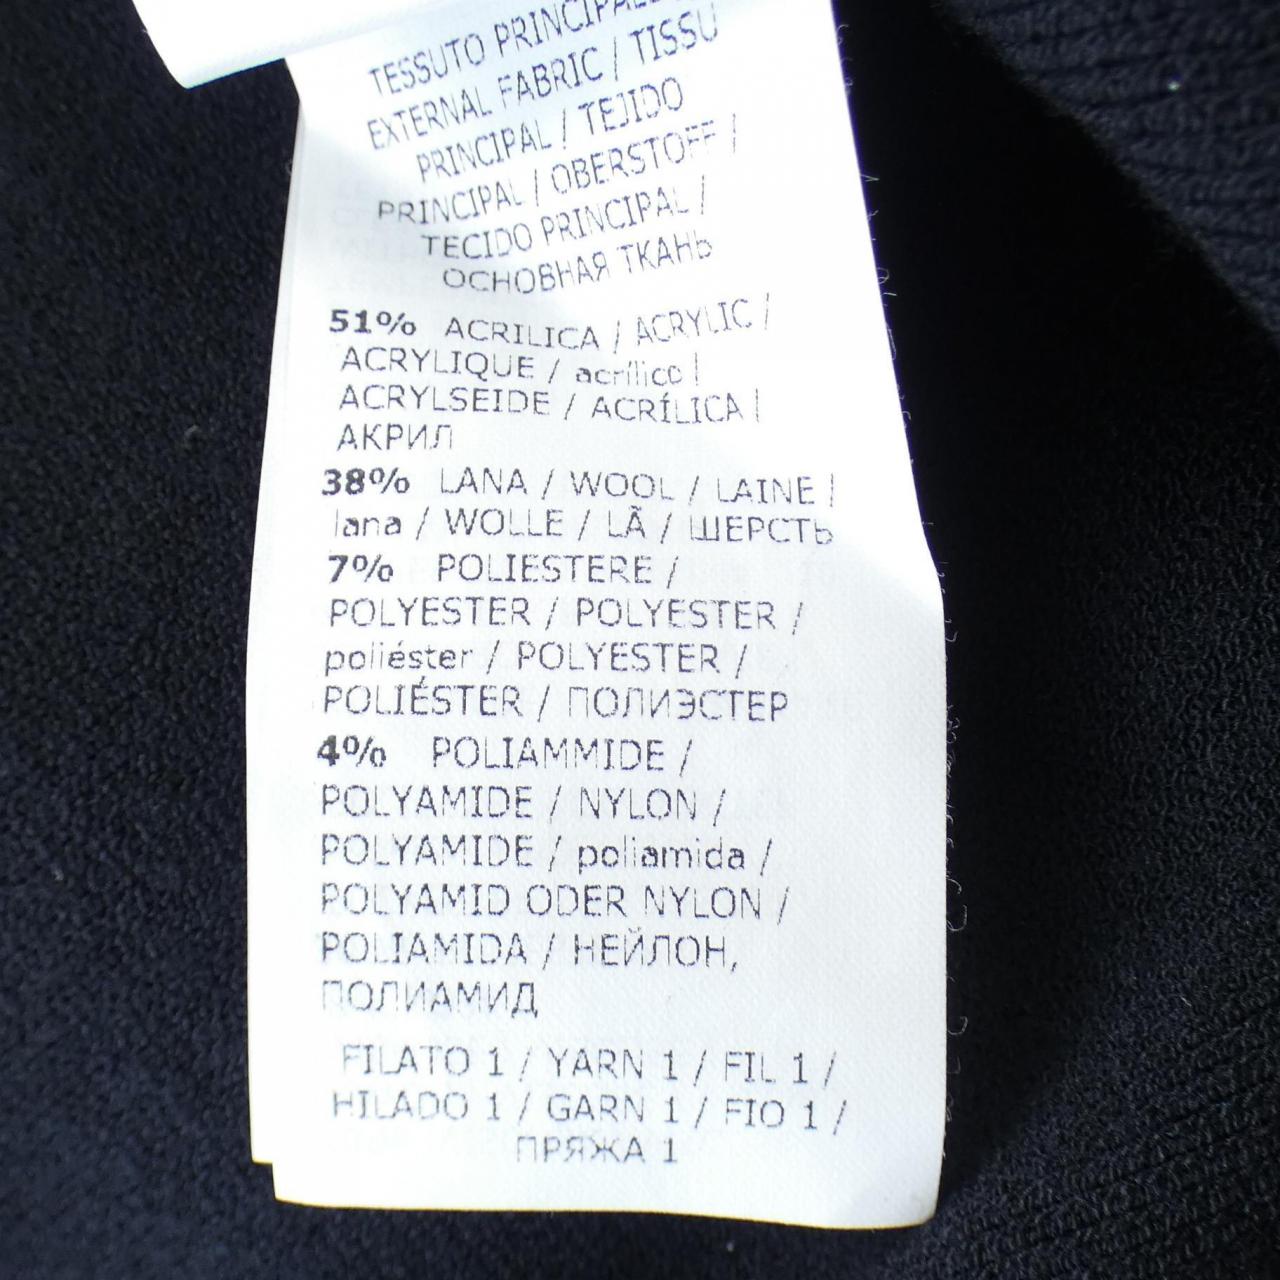 TESSUTO PRINCIPALE
EXTERNAL FABRIC / TISSU
PRINCIPAL / TEJIDO
PRINCIPAL / OBERSTOFF /
TECIDO PRINCIPAL /
ОСНОВНАЯ ТКАНЬ
51% ACRILICA / ACRYLIC /
ACRYLIQUE / acrílico /
ACRYLSEIDE / ACRÍLICA /
АКРИЛ
38% LANA / WOOL / LAINE /
lana / WOLLE / LÃ / ШЕРСТЬ
7% POLIESTERE /
POLYESTER / POLYESTER /
poliéster / POLYESTER /
POLIÉSTER / ПОЛИЭСТЕР
4% POLIAMMIDE /
POLYAMIDE / NYLON /
POLYAMIDE / poliamida /
POLYAMID ODER NYLON /
POLIAMIDA / НЕЙЛОН,
ПОЛИАМИД
FILATO 1 / YARN 1 / FIL 1 /
HILADO 1 / GARN 1 / FIO 1 /
ПРЯЖА 1